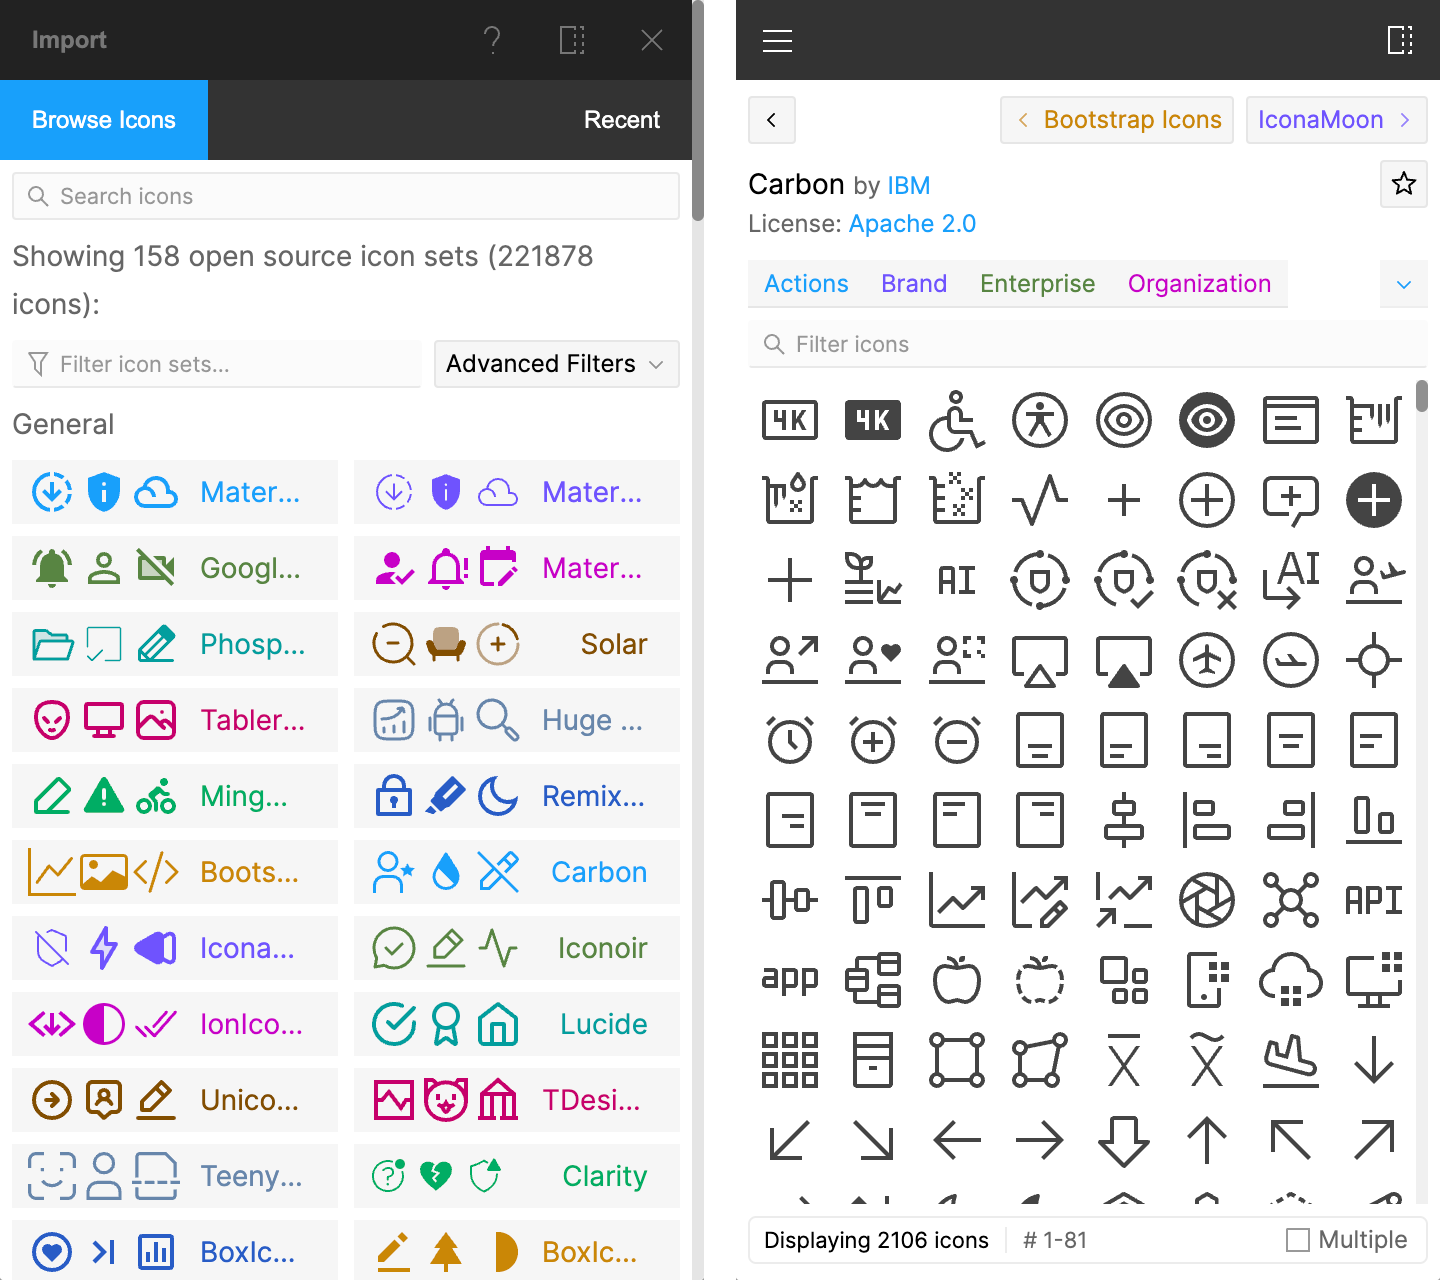 Import
Browse Icons
Recent
Search icons
Showing 158 open source icon sets (221878
icons):
Filter icon sets...
Advanced Filters
General
Mater...
Mater...
Googl...
Mater...
Phosp...
Solar
Tabler...
Huge ...
Ming...
Remix...
Boots...
Carbon
Icona...
Iconoir
IonIco...
Lucide
Unico...
TDesi...
Teeny...
Clarity
BoxIc...
BoxIc...
Bootstrap Icons
IconaMoon
Carbon by IBM
License: Apache 2.0
Actions Brand Enterprise Organization
Filter icons
4K 4K
AI AI
API
app
Displaying 2106 icons # 1-81 Multiple